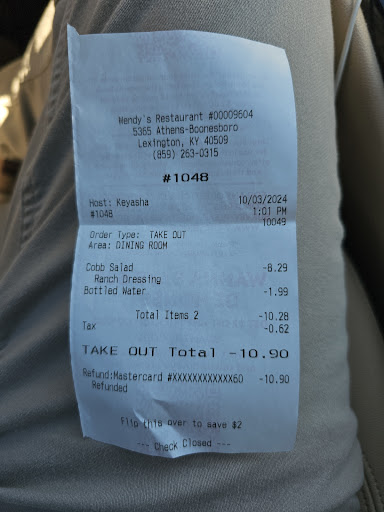 Wendy's Restaurant #00009604
5365 Athens-Boonesboro
Lexington, KY 40509
(859) 263-0315
#1048
Host: Keyasha 10/03/2024
#1048 1:01 PM
10049
Order Type: TAKE OUT
Area: DINING ROOM
Cobb Salad -8.29
Ranch Dressing
Bottled Water -1.99
Total Items 2 -10.28
Tax -0.62
TAKE OUT Total -10.90
Refund:Mastercard #XXXXXXXXXXXX60 -10.90
Refunded
Flip this over to save $2
--- Check Closed ---